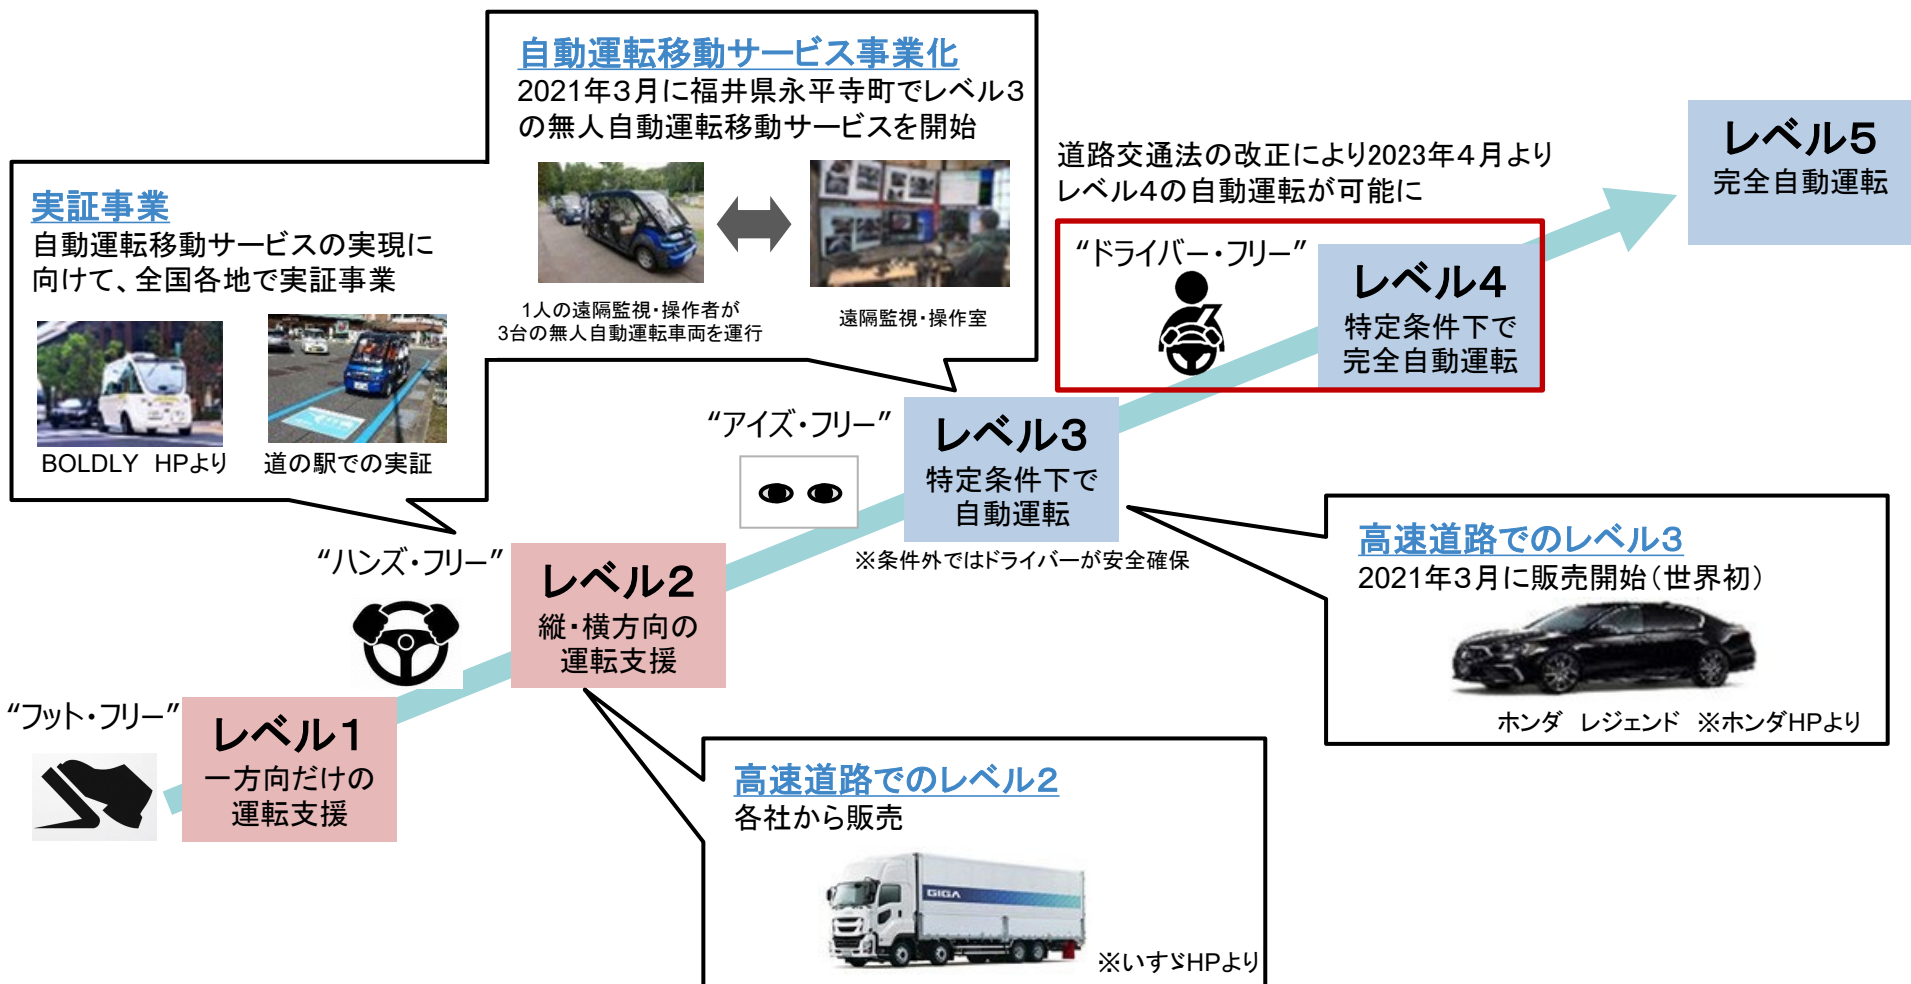 自動運転移動サービス事業化
2021年3月に福井県永平寺町でレベル3
の無人自動運転移動サービスを開始
1人の遠隔監視・操作者が
3台の無人自動運転車両を運行
遠隔監視・操作室
実証事業
自動運転移動サービスの実現に
向けて、全国各地で実証事業
BOLDLY HPより
道の駅での実証
道路交通法の改正により2023年4月より
レベル4の自動運転が可能に
レベル5
完全自動運転
“ドライバー・フリー”
レベル4
特定条件下で
完全自動運転
“アイズ・フリー”
レベル3
特定条件下で
自動運転
※条件外ではドライバーが安全確保
“ハンズ・フリー”
レベル2
縦・横方向の
運転支援
“フット・フリー”
レベル1
一方向だけの
運転支援
高速道路でのレベル3
2021年3月に販売開始(世界初)
ホンダ レジェンド ※ホンダHPより
高速道路でのレベル2
各社から販売
GIGA
※いすゞHPより